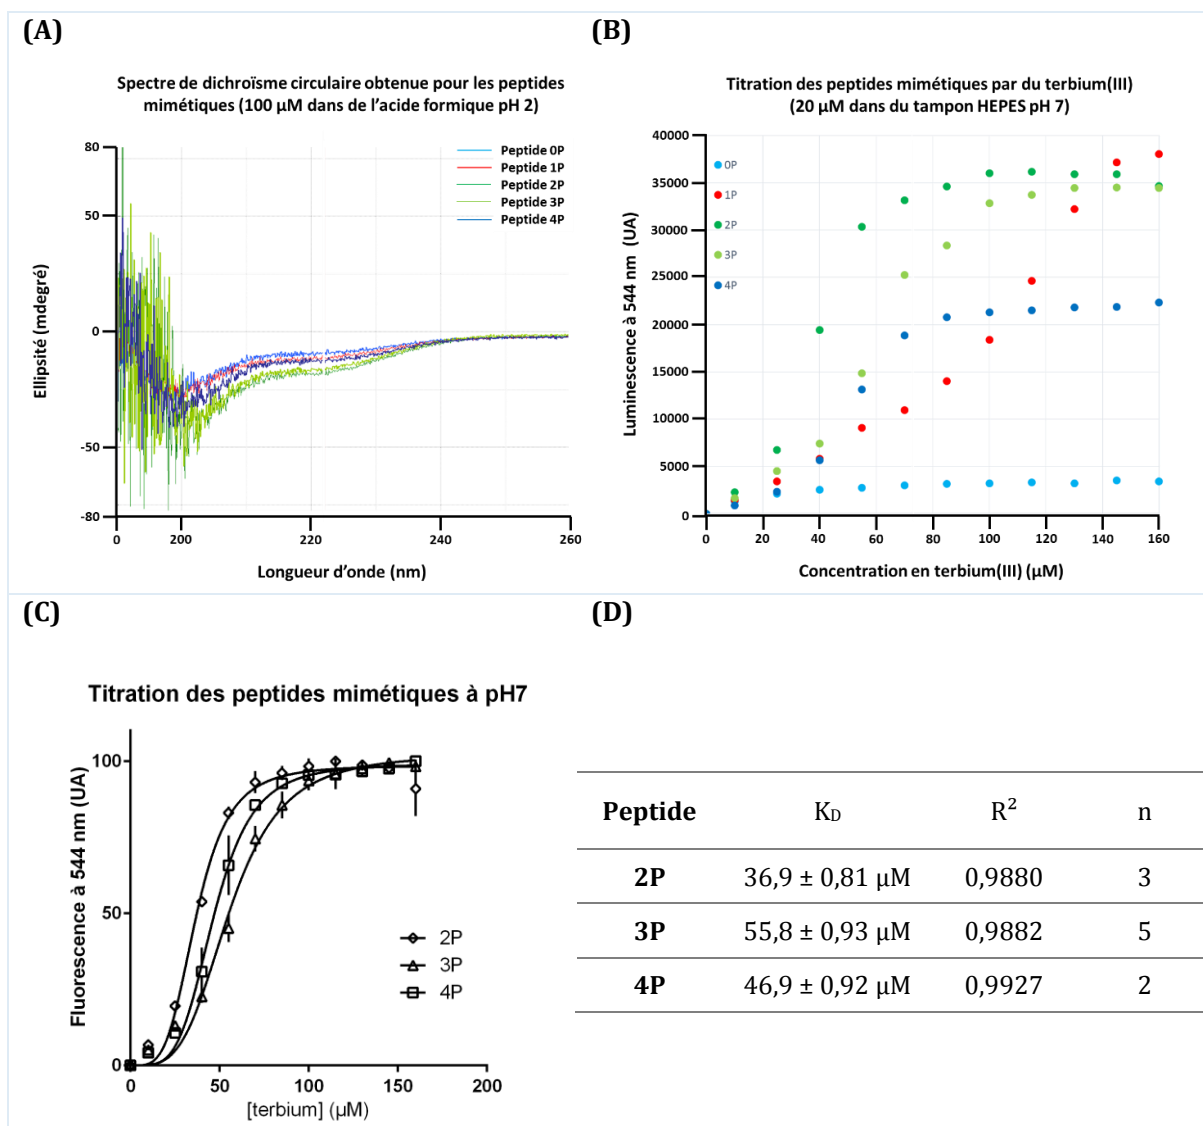 (A)
Spectre de dichroïsme circulaire obtenue pour les peptides
mimétiques (100 µM dans de l'acide formique pH 2)
Peptide 0P
Peptide 1P
Peptide 2P
Peptide 3P
Peptide 4P
80
50
0
-50
-80
Ellipsité (mdegré)
0 200 220 240 260
Longueur d'onde (nm)
(B)
Titration des peptides mimétiques par du terbium(III)
(20 µM dans du tampon HEPES pH 7)
40000
35000
30000
25000
20000
15000
10000
5000
0
0P
1P
2P
3P
4P
Luminescence à 544 nm (UA)
0 20 40 60 80 100 120 140 160
Concentration en terbium(III) (µM)
(C)
Titration des peptides mimétiques à pH7
100
50
0
Fluorescence à 544 nm (UA)
2P
3P
4P
0 50 100 150 200
[terbium] (µM)
(D)
Peptide K_D R² n
2P 36,9 ± 0,81 µM 0,9880 3
3P 55,8 ± 0,93 µM 0,9882 5
4P 46,9 ± 0,92 µM 0,9927 2